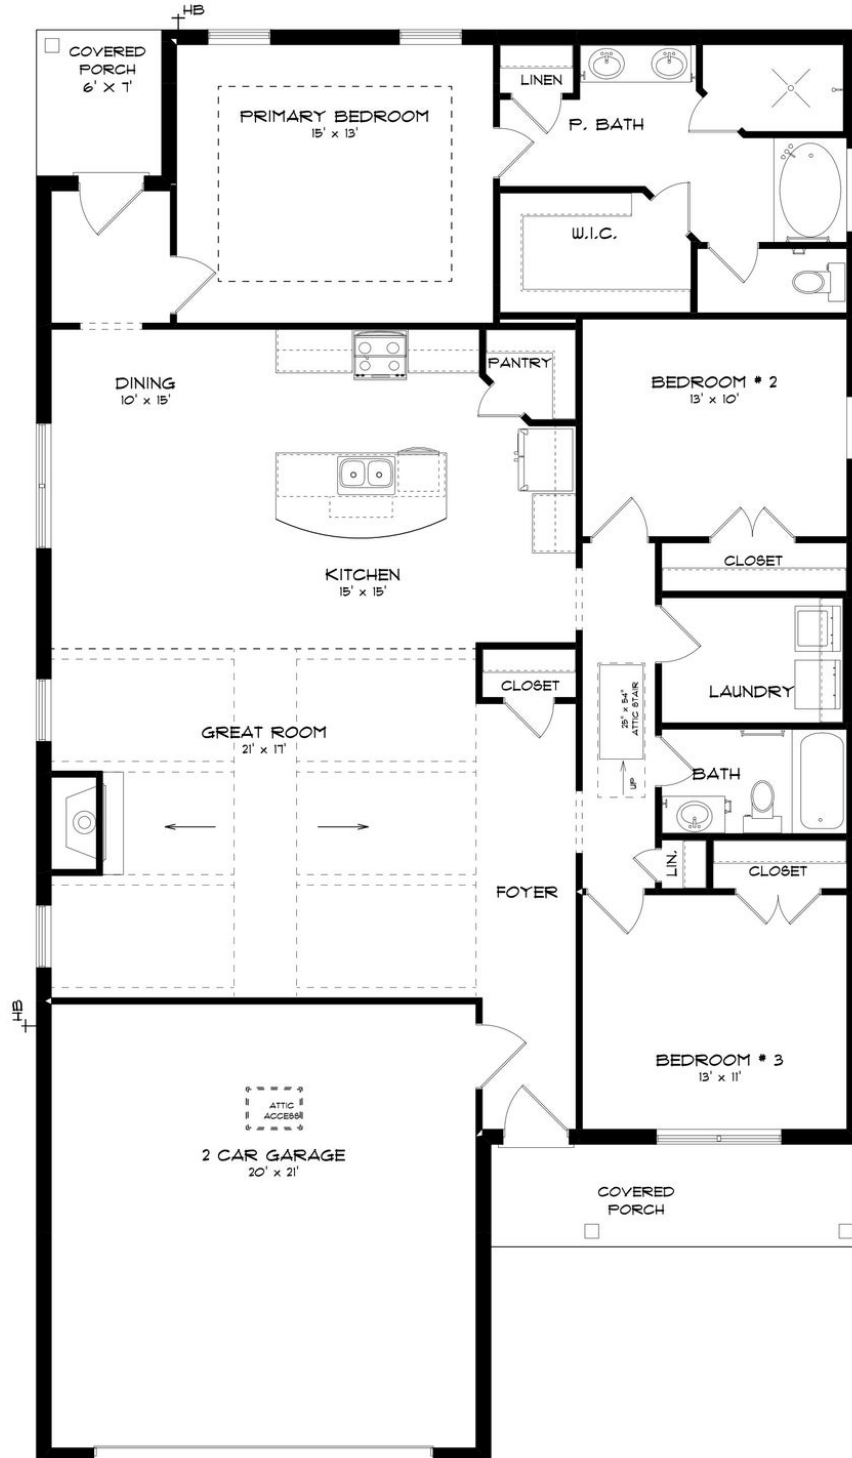 HB
COVERED
PORCH
6' X 7'
PRIMARY BEDROOM
15' x 13'
LINEN
P. BATH
W.I.C.
DINING
10' x 15'
PANTRY
BEDROOM # 2
13' x 10'
KITCHEN
15' x 15'
CLOSET
CLOSET
LAUNDRY
25" x 54"
ATTIC STAIR
UP
GREAT ROOM
21' x 17'
BATH
FOYER
LIN.
CLOSET
HB
BEDROOM # 3
13' x 11'
ATTIC
ACCESS
2 CAR GARAGE
20' x 21'
COVERED
PORCH